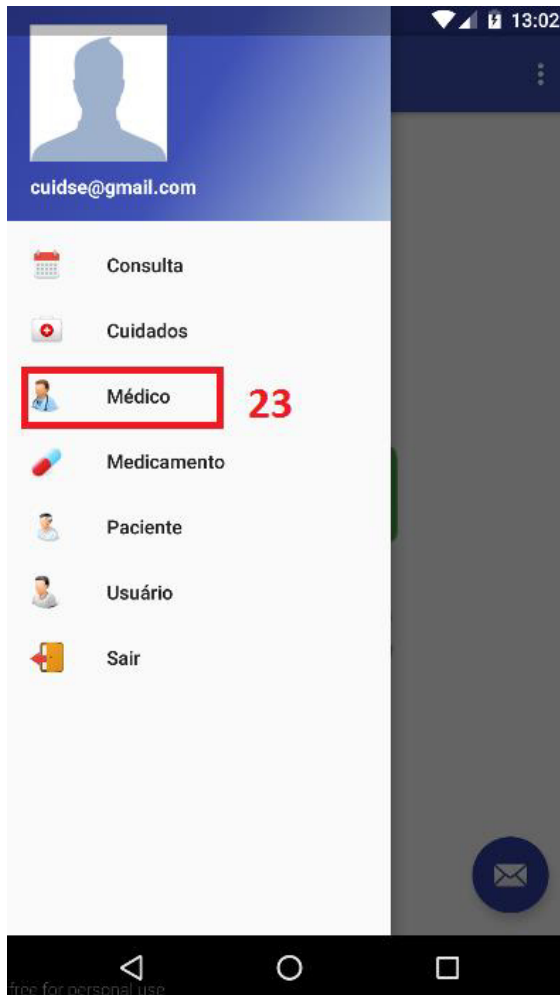 13:02
cuidse@gmail.com
Consulta
Cuidados
Médico
23
Medicamento
Paciente
Usuário
Sair
free for personal use